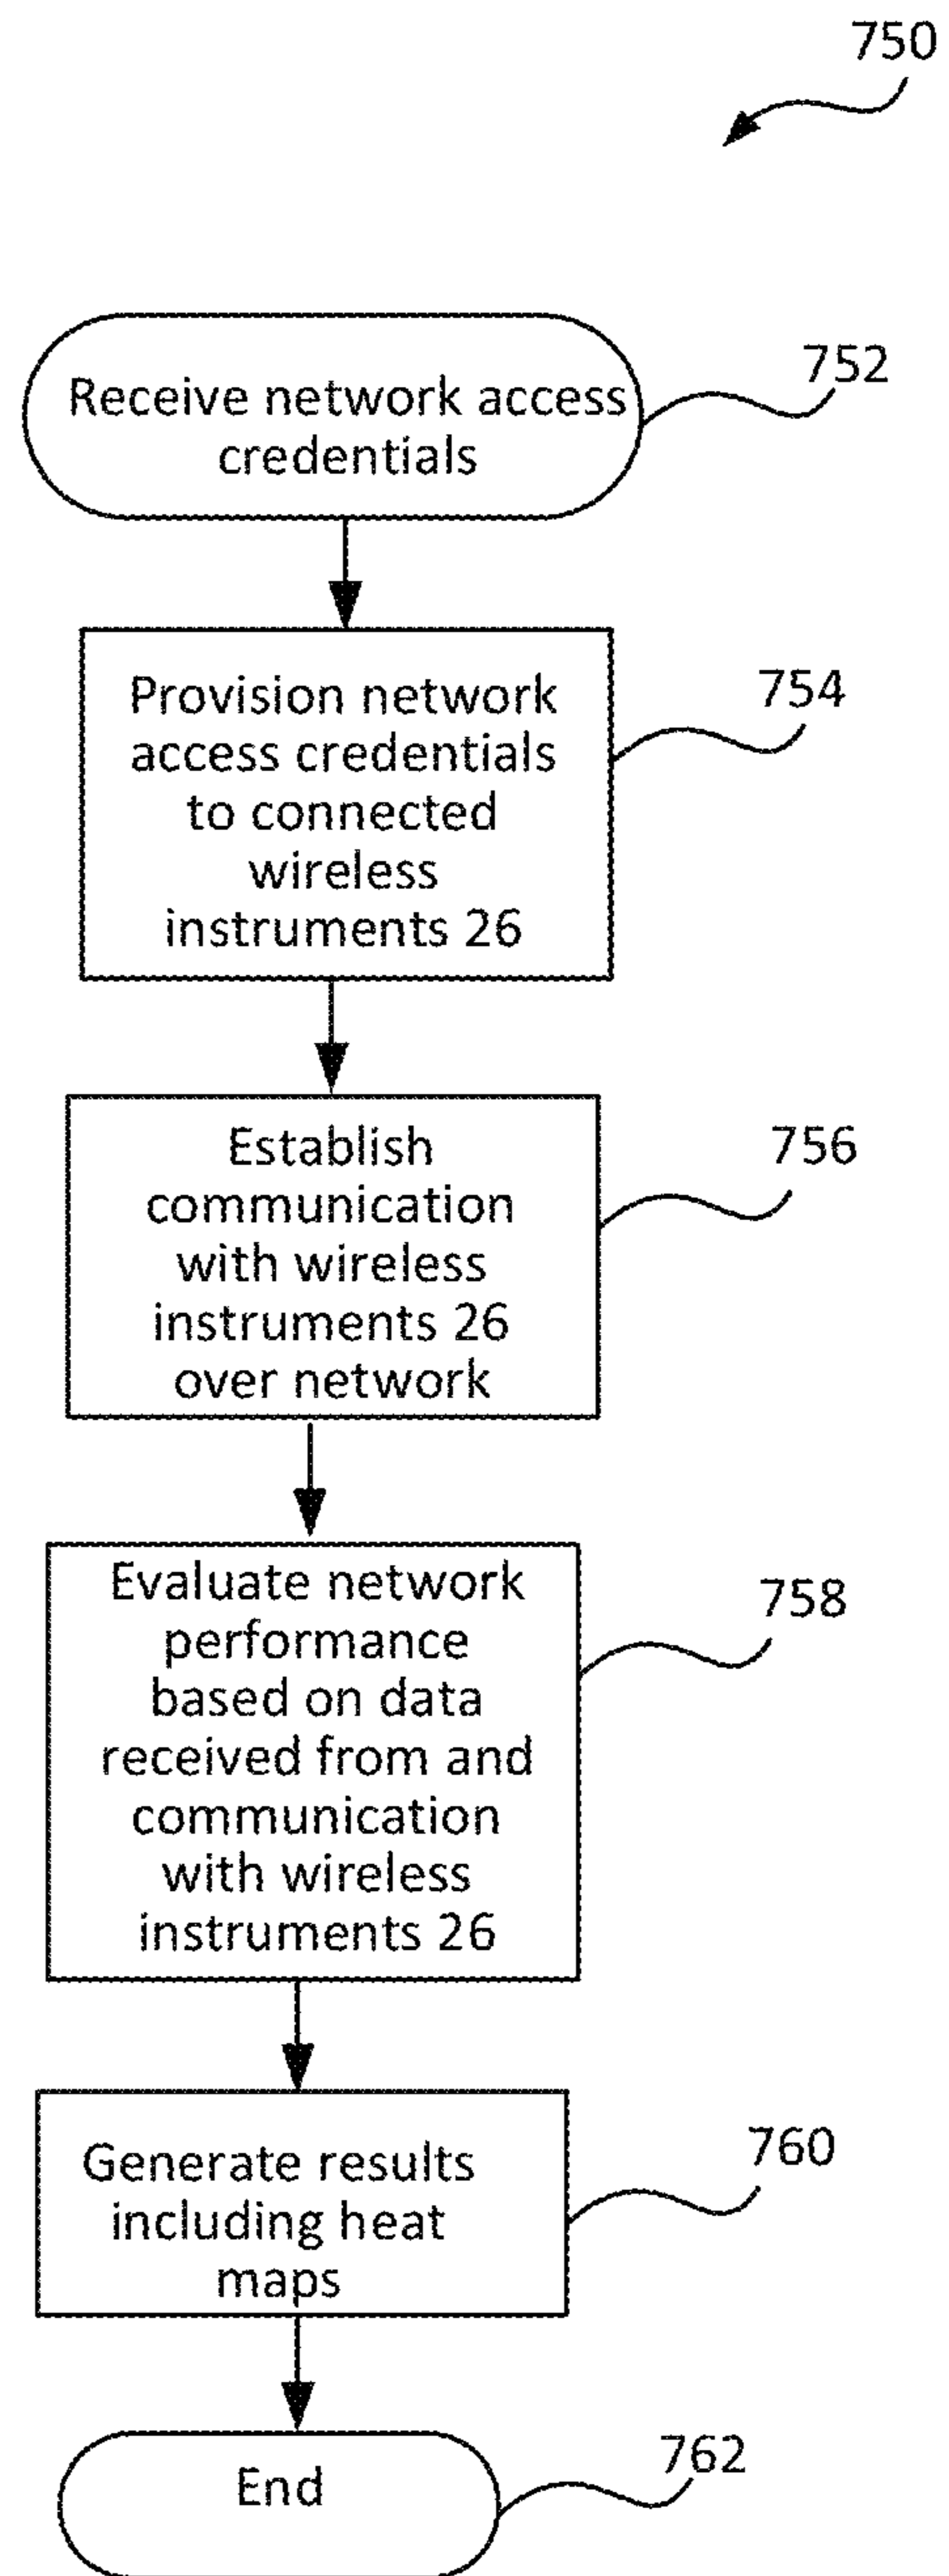 750
Receive network access
credentials
752
Provision network
access credentials
to connected
wireless
instruments 26
754
Establish
communication
with wireless
instruments 26
over network
756
Evaluate network
performance
based on data
received from and
communication
with wireless
instruments 26
758
Generate results
including heat
maps
760
End
762